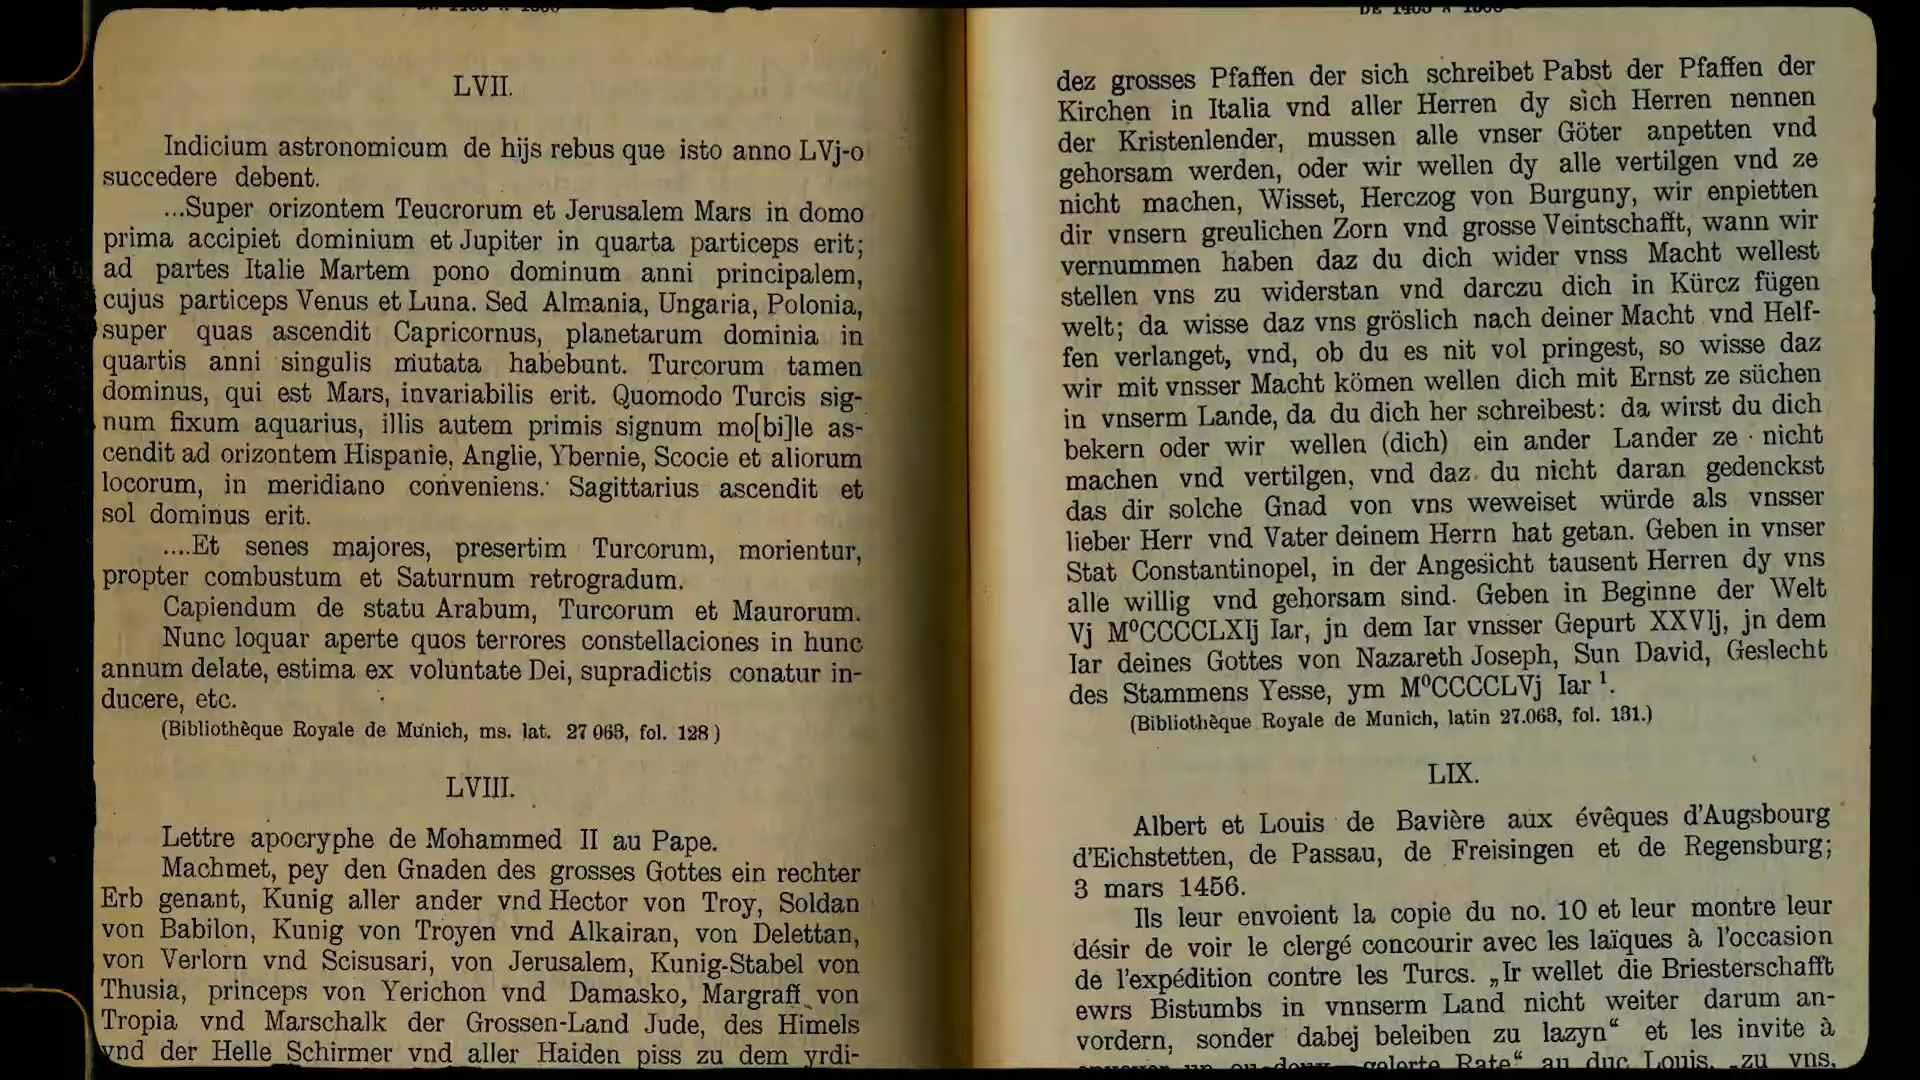 LVII.
Indicium astronomicum de hijs rebus que isto anno LVj-o
succedere debent.
...Super orizontem Teucrorum et Jerusalem Mars in domo
prima accipiet dominium et Jupiter in quarta particeps erit;
ad partes Italie Martem pono dominum anni principalem,
cujus particeps Venus et Luna. Sed Almania, Ungaria, Polonia,
super quas ascendit Capricornus, planetarum dominia in
quartis anni singulis mutata habebunt. Turcorum tamen
dominus, qui est Mars, invariabilis erit. Quomodo Turcis sig-
num fixum aquarius, illis autem primis signum mo[bi]le as-
cendit ad orizontem Hispanie, Anglie, Ybernie, Scocie et aliorum
locorum, in meridiano conveniens. Sagittarius ascendit et
sol dominus erit.
....Et senes majores, presertim Turcorum, morientur,
propter combustum et Saturnum retrogradum.
Capiendum de statu Arabum, Turcorum et Maurorum.
Nunc loquar aperte quos terrores constellaciones in hunc
annum delate, estima ex voluntate Dei, supradictis conatur in-
ducere, etc.
(Bibliothèque Royale de Munich, ms. lat. 27 063, fol. 128)
LVIII.
Lettre apocryphe de Mohammed II au Pape.
Machmet, pey den Gnaden des grosses Gottes ein rechter
Erb genant, Kunig aller ander vnd Hector von Troy, Soldan
von Babilon, Kunig von Troyen vnd Alkairan, von Delettan,
von Verlorn vnd Scisusari, von Jerusalem, Kunig-Stabel von
Thusia, princeps von Yerichon vnd Damasko, Margraff von
Tropia vnd Marschalk der Grossen-Land Jude, des Himels
vnd der Helle Schirmer vnd aller Haiden piss zu dem yrdi-
DE 1453 A 1500
dez grosses Pfaffen der sich schreibet Pabst der Pfaffen der
Kirchen in Italia vnd aller Herren dy sich Herren nennen
der Kristenlender, mussen alle vnser Göter anpetten vnd
gehorsam werden, oder wir wellen dy alle vertilgen vnd ze
nicht machen, Wisset, Herczog von Burguny, wir enpietten
dir vnsern greulichen Zorn vnd grosse Veintschafft, wann wir
vernummen haben daz du dich wider vnss Macht wellest
stellen vns zu widerstan vnd darczu dich in Kürcz fügen
welt; da wisse daz vns gröslich nach deiner Macht vnd Helf-
fen verlanget, vnd, ob du es nit vol pringest, so wisse daz
wir mit vnsser Macht kömen wellen dich mit Ernst ze süchen
in vnserm Lande, da du dich her schreibest: da wirst du dich
bekern oder wir wellen (dich) ein ander Lander ze nicht
machen vnd vertilgen, vnd daz du nicht daran gedenckst
das dir solche Gnad von vns weweiset würde als vnsser
lieber Herr vnd Vater deinem Herrn hat getan. Geben in vnser
Stat Constantinopel, in der Angesicht tausent Herren dy vns
alle willig vnd gehorsam sind. Geben in Beginne der Welt
Vj M⁰CCCCLXIj Iar, jn dem Iar vnsser Gepurt XXVIj, jn dem
Iar deines Gottes von Nazareth Joseph, Sun David, Geslecht
des Stammens Yesse, ym M⁰CCCCLVj Iar ¹.
(Bibliothèque Royale de Munich, latin 27.063, fol. 131.)
LIX.
Albert et Louis de Bavière aux évêques d'Augsbourg
d'Eichstetten, de Passau, de Freisingen et de Regensburg;
3 mars 1456.
Ils leur envoient la copie du no. 10 et leur montre leur
désir de voir le clergé concourir avec les laïques à l'occasion
de l'expédition contre les Turcs. „Ir wellet die Briesterschafft
ewrs Bistumbs in vnnserm Land nicht weiter darum an-
vordern, sonder dabej beleiben zu lazyn“ et les invite à
gelerte Rate“ au duc Louis, „zu vns,